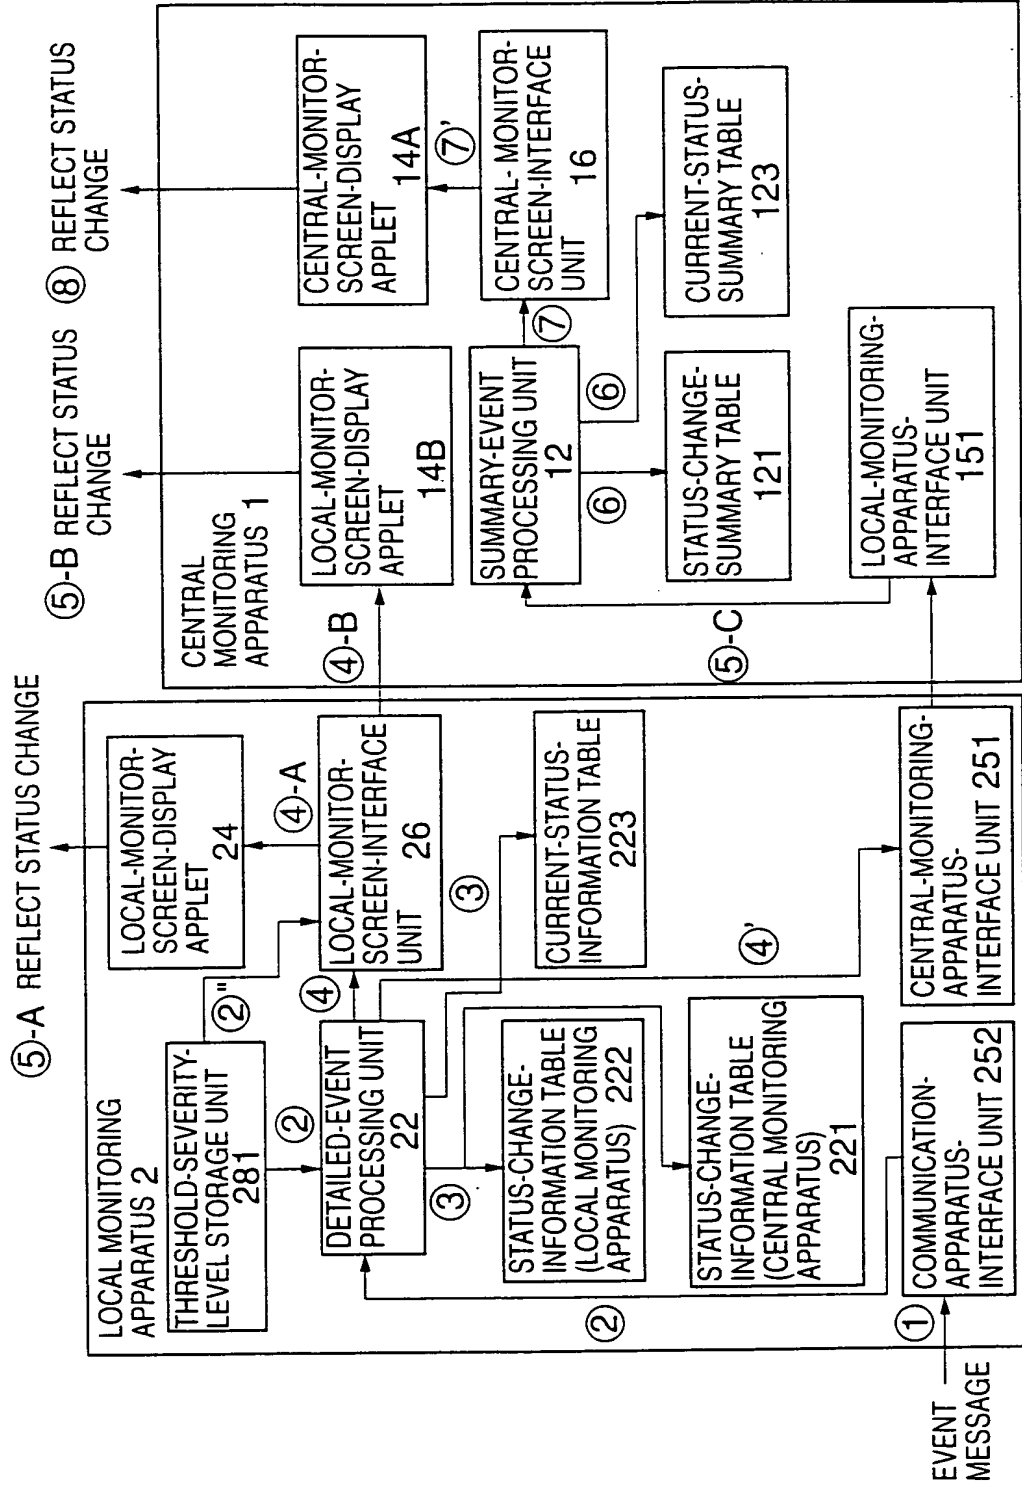 ⑤-A REFLECT STATUS CHANGE
⑤-B REFLECT STATUS
CHANGE
⑧ REFLECT STATUS
CHANGE
LOCAL MONITORING
APPARATUS 2
THRESHOLD-SEVERITY-
LEVEL STORAGE UNIT
281
②"
②
LOCAL-MONITOR-
SCREEN-DISPLAY
APPLET
24
④-A
DETAILED-EVENT
PROCESSING UNIT
22
④
LOCAL-MONITOR-
SCREEN-INTERFACE
UNIT
26
③
③
STATUS-CHANGE-
INFORMATION TABLE
(LOCAL MONITORING
APPARATUS) 222
CURRENT-STATUS-
INFORMATION TABLE
223
STATUS-CHANGE-
INFORMATION TABLE
(CENTRAL MONITORING
APPARATUS)
221
④'
②
①
EVENT
MESSAGE
COMMUNICATION-
APPARATUS-
INTERFACE UNIT 252
CENTRAL-MONITORING-
APPARATUS-
INTERFACE UNIT 251
CENTRAL
MONITORING
APPARATUS 1
④-B
LOCAL-MONITOR-
SCREEN-DISPLAY
APPLET
14B
CENTRAL-MONITOR-
SCREEN-DISPLAY
APPLET
14A
⑦'
SUMMARY-EVENT
PROCESSING UNIT
12
⑦
CENTRAL- MONITOR-
SCREEN-INTERFACE
UNIT
16
⑥
⑥
STATUS-CHANGE-
SUMMARY TABLE
121
CURRENT-STATUS-
SUMMARY TABLE
123
⑤-C
LOCAL-MONITORING-
APPARATUS-
INTERFACE UNIT
151